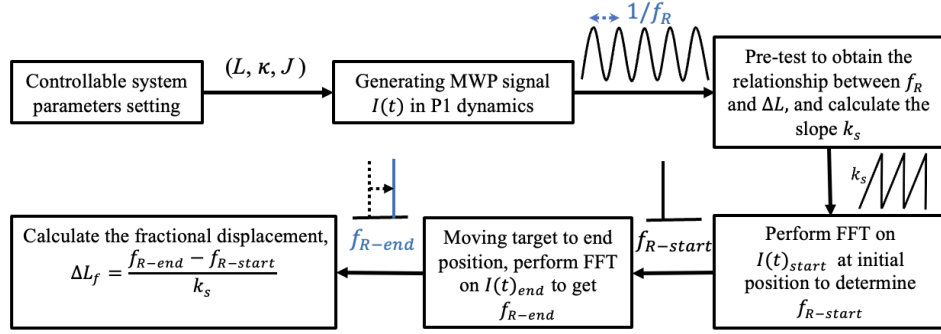 Controllable system
parameters setting
(L, κ, J)
Generating MWP signal
I(t) in P1 dynamics
1/f_R
Pre-test to obtain the
relationship between f_R
and ΔL, and calculate the
slope k_s
k_s
Perform FFT on
I(t)_start at initial
position to determine
f_R−start
f_R−start
Moving target to end
position, perform FFT
on I(t)_end to get
f_R−end
f_R−end
Calculate the fractional displacement,
ΔL_f = (f_R−end − f_R−start) / k_s